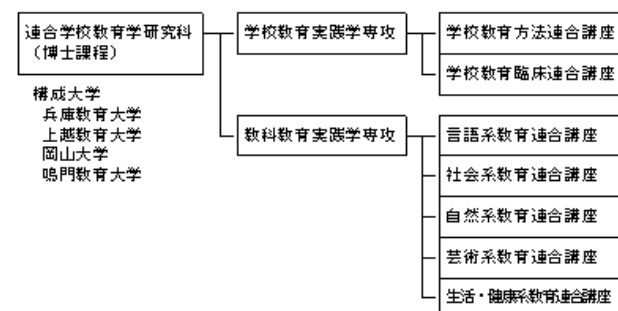 連合学校教育学研究科
（博士課程）
構成大学
兵庫教育大学
上越教育大学
岡山大学
鳴門教育大学
学校教育実践学専攻
学校教育方法連合講座
学校教育臨床連合講座
教科教育実践学専攻
言語系教育連合講座
社会系教育連合講座
自然系教育連合講座
芸術系教育連合講座
生活・健康系教育連合講座